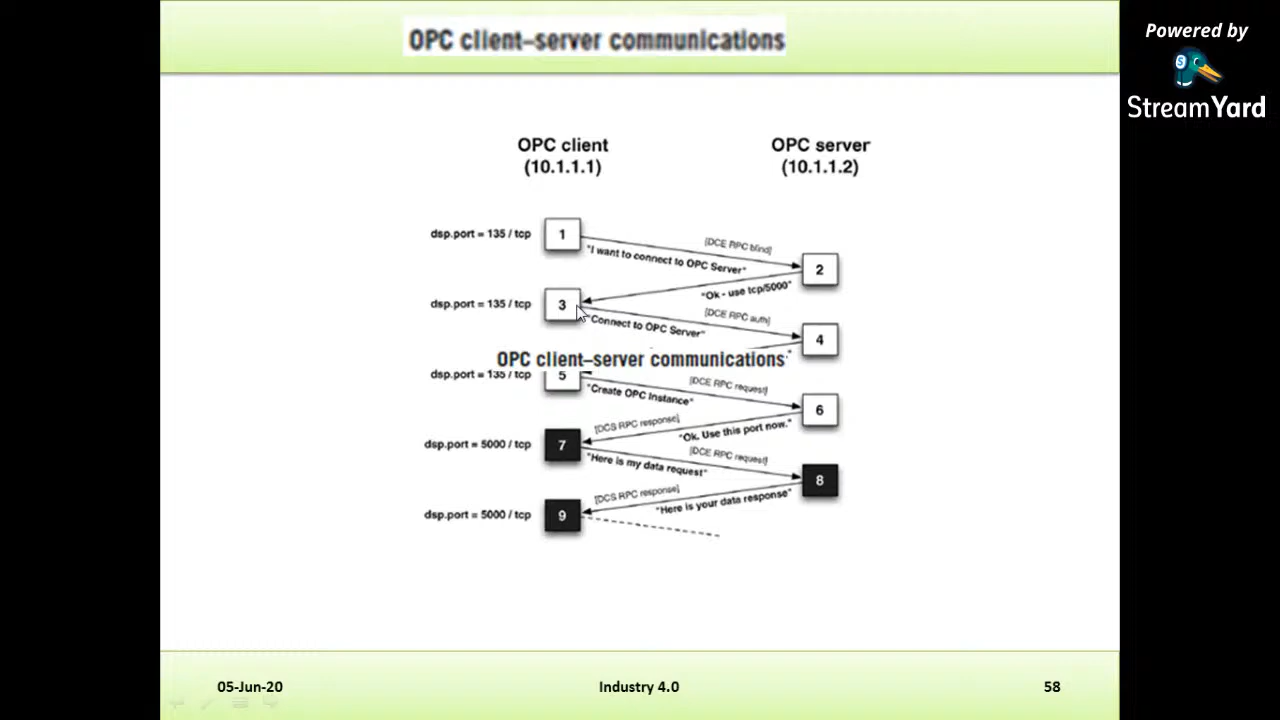 OPC client–server communications
Powered by
StreamYard
OPC client
(10.1.1.1)
OPC server
(10.1.1.2)
dsp.port = 135 / tcp
1
[DCE RPC blind]
"I want to connect to OPC Server"
2
"Ok - use tcp/5000"
dsp.port = 135 / tcp
3
[DCE RPC auth]
"Connect to OPC Server"
4
OPC client–server communications
dsp.port = 135 / tcp
5
[DCE RPC request]
"Create OPC Instance"
6
[DCS RPC response]
"Ok. Use this port now."
dsp.port = 5000 / tcp
7
[DCE RPC request]
"Here is my data request"
8
[DCS RPC response]
"Here is your data response"
dsp.port = 5000 / tcp
9
05-Jun-20
Industry 4.0
58